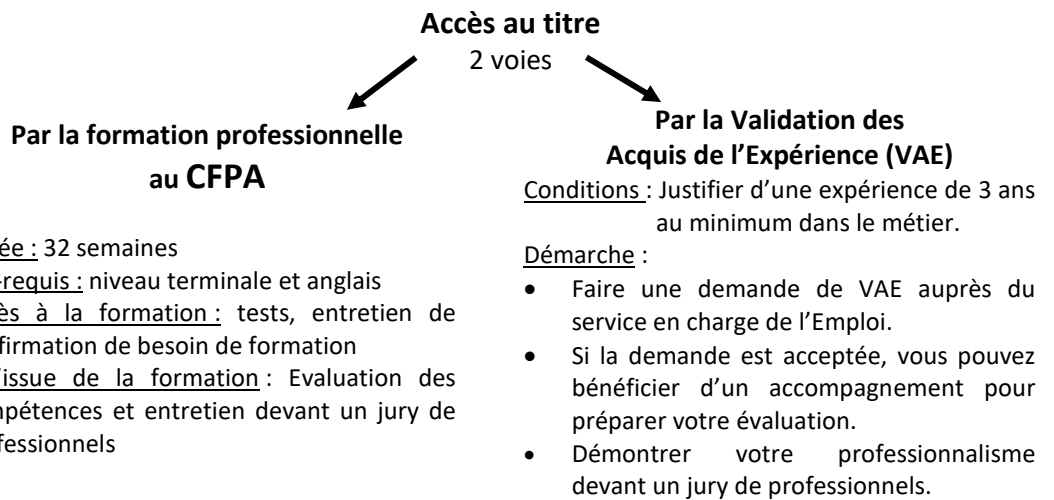 Accès au titre
2 voies
Par la formation professionnelle
au CFPA
ée : 32 semaines
-requis : niveau terminale et anglais
ès à la formation : tests, entretien de
firmation de besoin de formation
issue de la formation : Evaluation des
mpétences et entretien devant un jury de
fessionnels
Par la Validation des
Acquis de l’Expérience (VAE)
Conditions : Justifier d’une expérience de 3 ans
au minimum dans le métier.
Démarche :
• Faire une demande de VAE auprès du
service en charge de l’Emploi.
• Si la demande est acceptée, vous pouvez
bénéficier d’un accompagnement pour
préparer votre évaluation.
• Démontrer votre professionnalisme
devant un jury de professionnels.